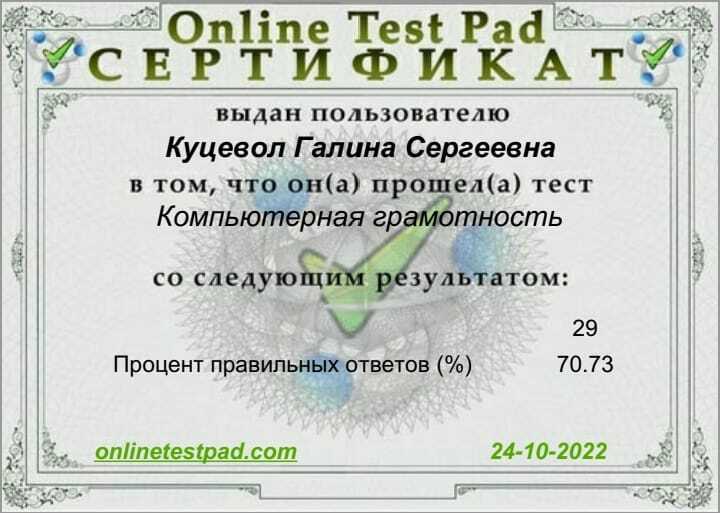 Online Test Pad
СЕРТИФИКАТ
выдан пользователю
Куцевол Галина Сергеевна
в том, что он(а) прошел(а) тест
Компьютерная грамотность
со следующим результатом:
29
Процент правильных ответов (%) 70.73
onlinetestpad.com 24-10-2022